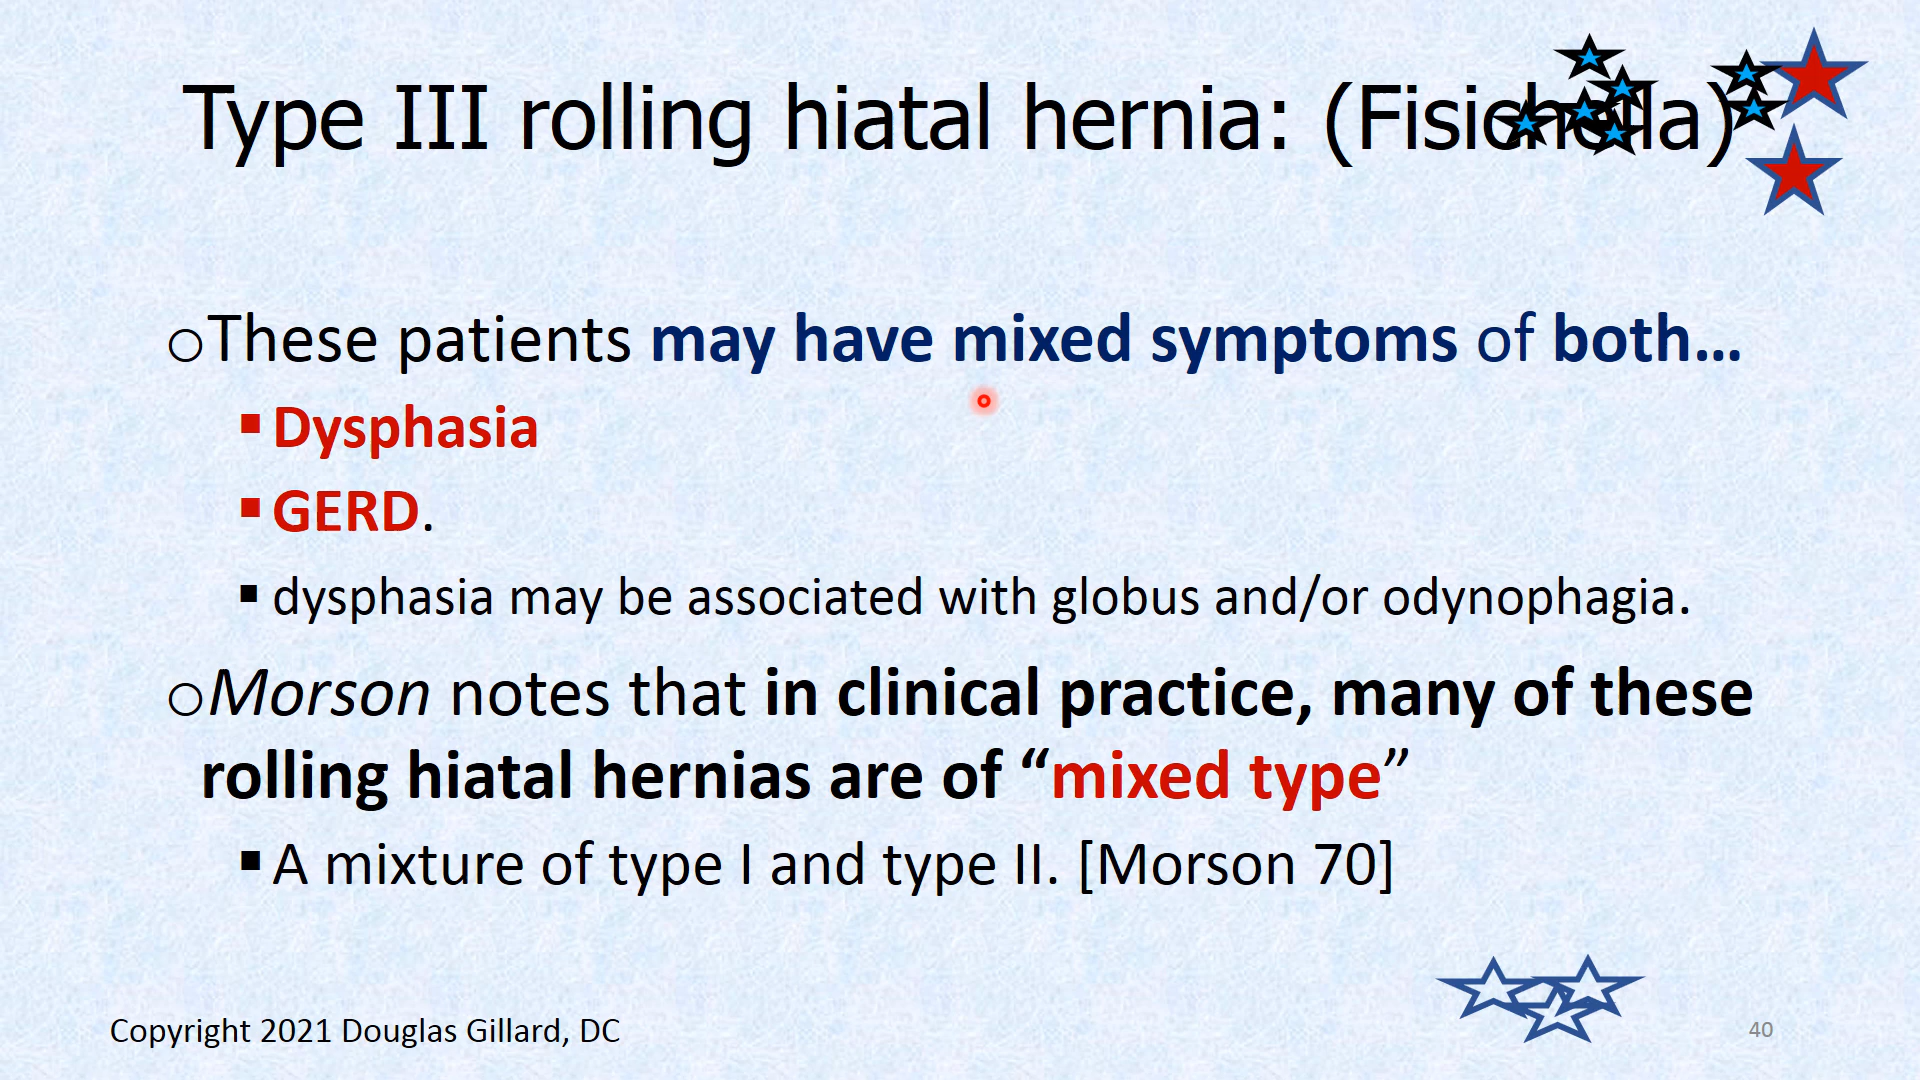 Type III rolling hiatal hernia: (Fisichella)
oThese patients may have mixed symptoms of both…
▪Dysphasia
▪GERD.
▪dysphasia may be associated with globus and/or odynophagia.
oMorson notes that in clinical practice, many of these
rolling hiatal hernias are of “mixed type”
▪A mixture of type I and type II. [Morson 70]
Copyright 2021 Douglas Gillard, DC
40